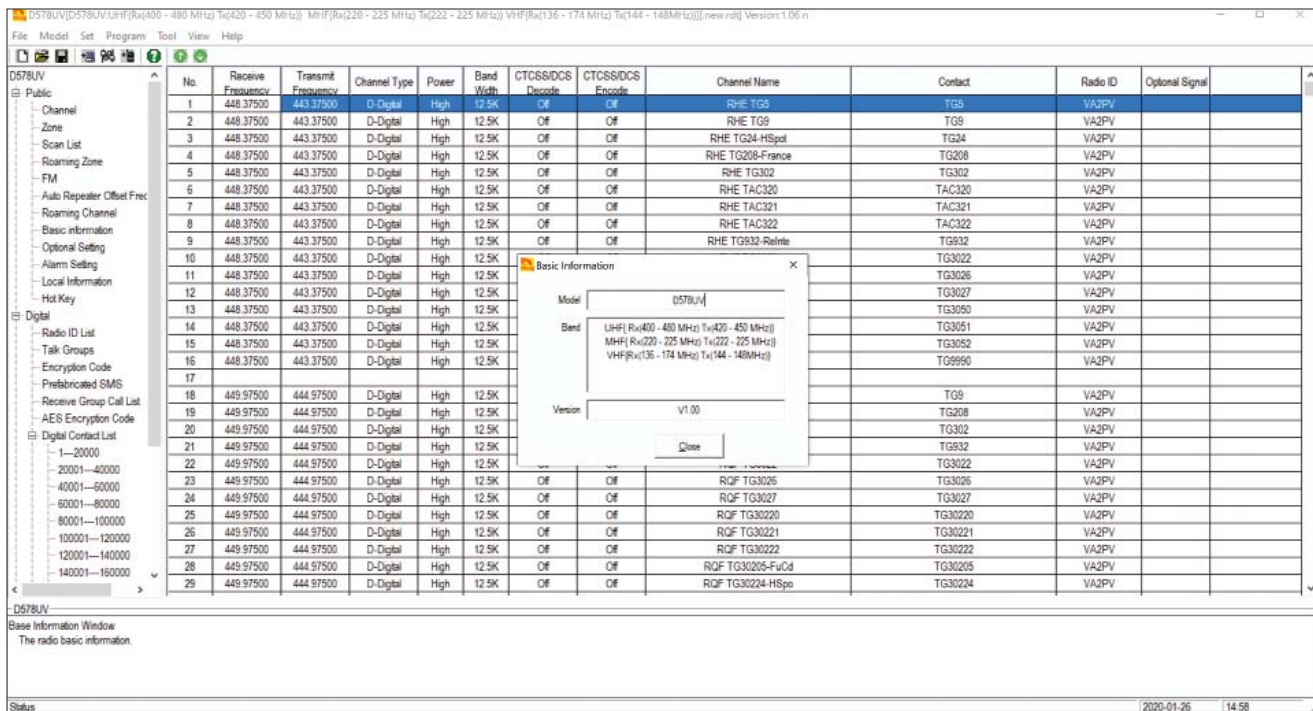 D578UV[D578UV:UHF{Rx(400 - 480 MHz) Tx(420 - 450 MHz)} MHF{Rx(220 - 225 MHz) Tx(222 - 225 MHz)} VHF{Rx(136 - 174 MHz) Tx(144 - 148MHz)}][:new.rdt] Version:1.06 n
File Model Set Program Tool View Help
D578UV
Public
Channel
Zone
Scan List
Roaming Zone
FM
Auto Repeater Offset Frec
Roaming Channel
Basic information
Optional Setting
Alarm Setting
Local Information
Hot Key
Digital
Radio ID List
Talk Groups
Encryption Code
Prefabricated SMS
Receive Group Call List
AES Encryption Code
Digital Contact List
1---20000
20001---40000
40001---60000
60001---80000
80001---100000
100001---120000
120001---140000
140001---160000
No. Receive Frequency Transmit Frequency Channel Type Power Band Width CTCSS/DCS Decode CTCSS/DCS Encode Channel Name Contact Radio ID Optional Signal
1 448.37500 443.37500 D-Digital High 12.5K Off Off RHE TG5 TG5 VA2PV
2 448.37500 443.37500 D-Digital High 12.5K Off Off RHE TG9 TG9 VA2PV
3 448.37500 443.37500 D-Digital High 12.5K Off Off RHE TG24-HSpot TG24 VA2PV
4 448.37500 443.37500 D-Digital High 12.5K Off Off RHE TG208-France TG208 VA2PV
5 448.37500 443.37500 D-Digital High 12.5K Off Off RHE TG302 TG302 VA2PV
6 448.37500 443.37500 D-Digital High 12.5K Off Off RHE TAC320 TAC320 VA2PV
7 448.37500 443.37500 D-Digital High 12.5K Off Off RHE TAC321 TAC321 VA2PV
8 448.37500 443.37500 D-Digital High 12.5K Off Off RHE TAC322 TAC322 VA2PV
9 448.37500 443.37500 D-Digital High 12.5K Off Off RHE TG932-ReInte TG932 VA2PV
10 448.37500 443.37500 D-Digital High 12.5K TG3022 VA2PV
11 448.37500 443.37500 D-Digital High 12.5K TG3026 VA2PV
12 448.37500 443.37500 D-Digital High 12.5K TG3027 VA2PV
13 448.37500 443.37500 D-Digital High 12.5K TG3050 VA2PV
14 448.37500 443.37500 D-Digital High 12.5K TG3051 VA2PV
15 448.37500 443.37500 D-Digital High 12.5K TG3052 VA2PV
16 448.37500 443.37500 D-Digital High 12.5K TG9990 VA2PV
17
18 449.97500 444.97500 D-Digital High 12.5K TG9 VA2PV
19 449.97500 444.97500 D-Digital High 12.5K TG208 VA2PV
20 449.97500 444.97500 D-Digital High 12.5K TG302 VA2PV
21 449.97500 444.97500 D-Digital High 12.5K TG932 VA2PV
22 449.97500 444.97500 D-Digital High 12.5K TG3022 VA2PV
23 449.97500 444.97500 D-Digital High 12.5K Off Off RQF TG3026 TG3026 VA2PV
24 449.97500 444.97500 D-Digital High 12.5K Off Off RQF TG3027 TG3027 VA2PV
25 449.97500 444.97500 D-Digital High 12.5K Off Off RQF TG30220 TG30220 VA2PV
26 449.97500 444.97500 D-Digital High 12.5K Off Off RQF TG30221 TG30221 VA2PV
27 449.97500 444.97500 D-Digital High 12.5K Off Off RQF TG30222 TG30222 VA2PV
28 449.97500 444.97500 D-Digital High 12.5K Off Off RQF TG30205-FuCd TG30205 VA2PV
29 449.97500 444.97500 D-Digital High 12.5K Off Off RQF TG30224-HSpo TG30224 VA2PV
Basic Information
Model D578UV
Band UHF{ Rx(400 - 480 MHz) Tx(420 - 450 MHz)}
MHF{ Rx(220 - 225 MHz) Tx(222 - 225 MHz)}
VHF{Rx(136 - 174 MHz) Tx(144 - 148MHz)}
Version V1.00
Close
D578UV
Base Information Window
The radio basic information.
Status 2020-01-26 14:58